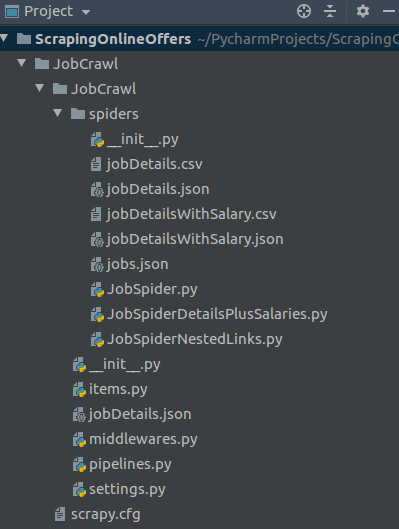 Project
ScrapingOnlineOffers ~/PycharmProjects/ScrapingO
JobCrawl
JobCrawl
spiders
__init__.py
jobDetails.csv
jobDetails.json
jobDetailsWithSalary.csv
jobDetailsWithSalary.json
jobs.json
JobSpider.py
JobSpiderDetailsPlusSalaries.py
JobSpiderNestedLinks.py
__init__.py
items.py
jobDetails.json
middlewares.py
pipelines.py
settings.py
scrapy.cfg